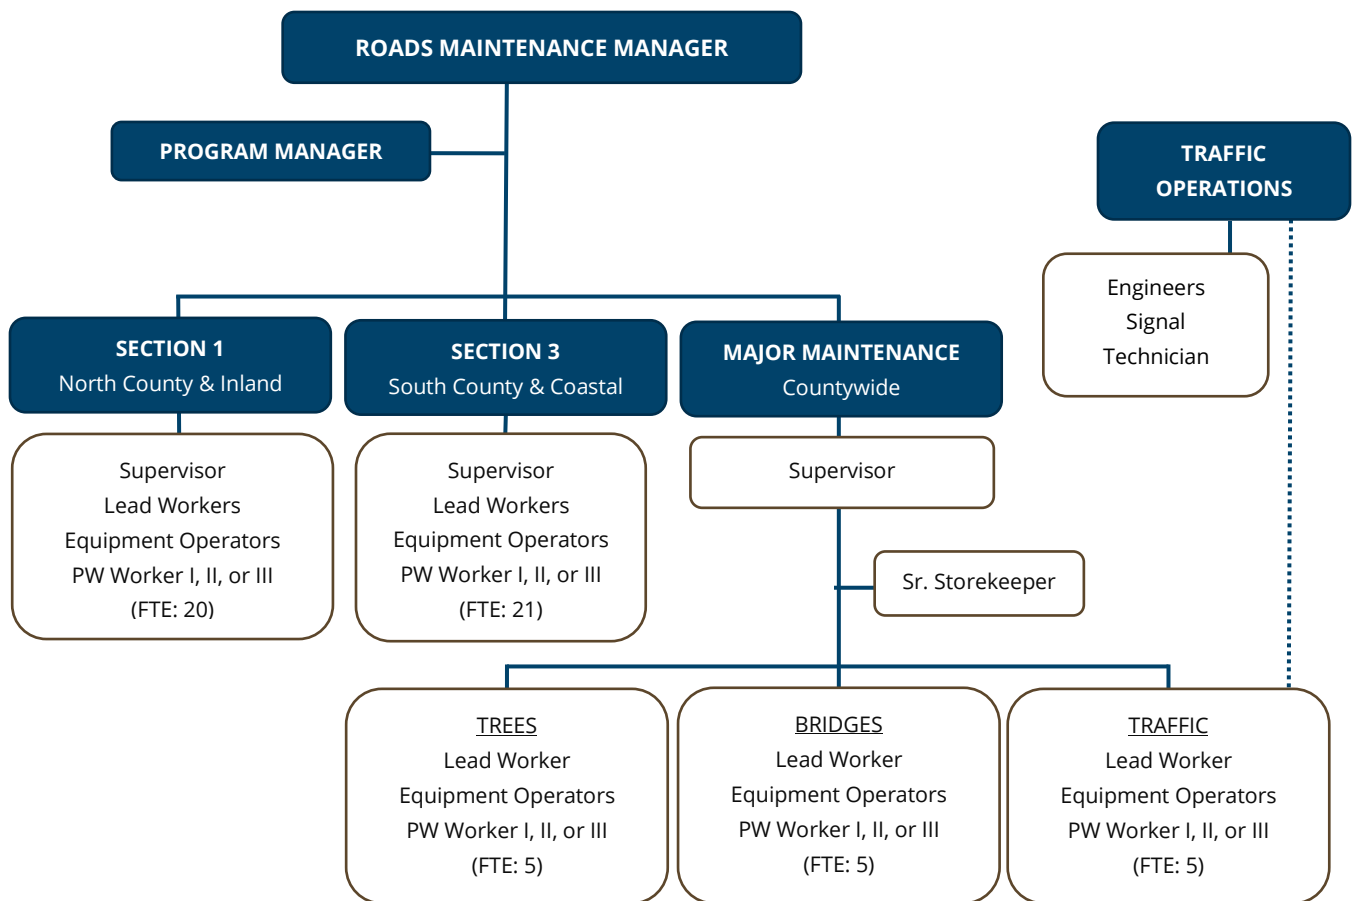 ROADS MAINTENANCE MANAGER
PROGRAM MANAGER
TRAFFIC
OPERATIONS
Engineers
Signal
Technician
SECTION 1
North County & Inland
SECTION 3
South County & Coastal
MAJOR MAINTENANCE
Countywide
Supervisor
Lead Workers
Equipment Operators
PW Worker I, II, or III
(FTE: 20)
Supervisor
Lead Workers
Equipment Operators
PW Worker I, II, or III
(FTE: 21)
Supervisor
Sr. Storekeeper
TREES
Lead Worker
Equipment Operators
PW Worker I, II, or III
(FTE: 5)
BRIDGES
Lead Worker
Equipment Operators
PW Worker I, II, or III
(FTE: 5)
TRAFFIC
Lead Worker
Equipment Operators
PW Worker I, II, or III
(FTE: 5)